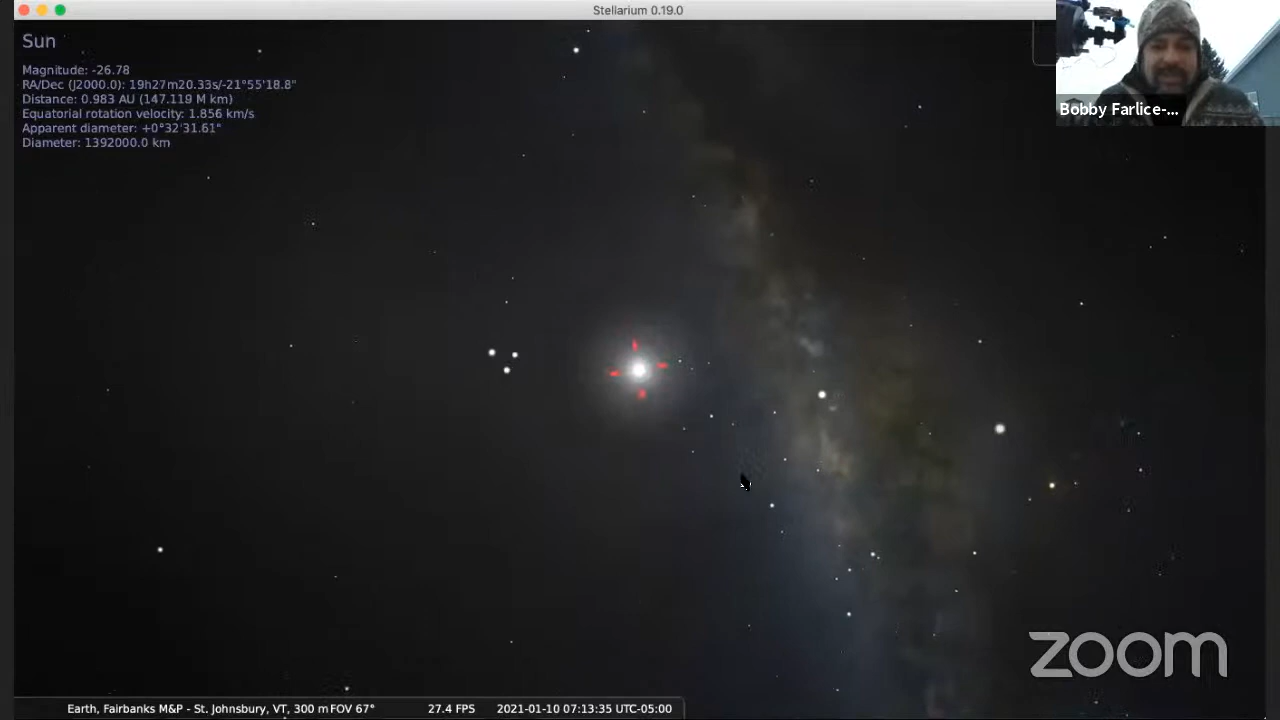 Stellarium 0.19.0
Sun
Magnitude: -26.78
RA/Dec (J2000.0): 19h27m20.33s/-21°55'18.8"
Distance: 0.983 AU (147.119 M km)
Equatorial rotation velocity: 1.856 km/s
Apparent diameter: +0°32'31.61"
Diameter: 1392000.0 km
Bobby Farlice-...
zoom
Earth, Fairbanks M&P - St. Johnsbury, VT, 300 m FOV 67° 27.4 FPS 2021-01-10 07:13:35 UTC-05:00